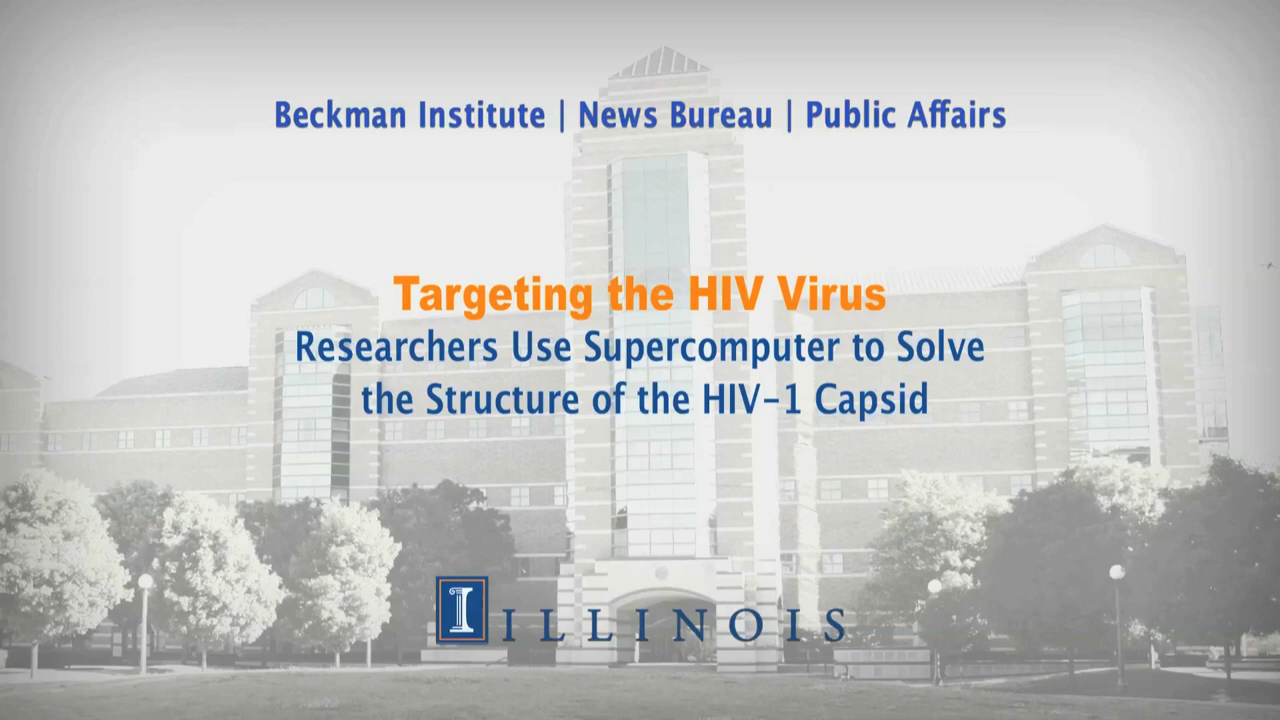 Beckman Institute | News Bureau | Public Affairs
Targeting the HIV Virus
Researchers Use Supercomputer to Solve
the Structure of the HIV-1 Capsid
I ILLINOIS